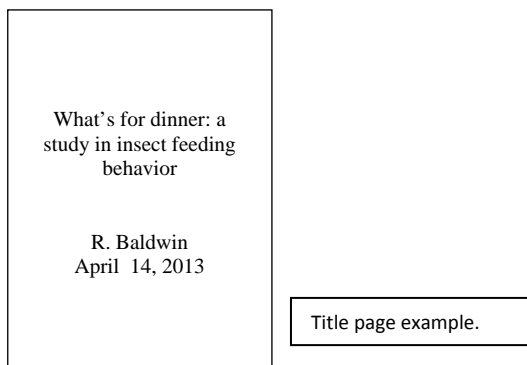 What’s for dinner: a
study in insect feeding
behavior
R. Baldwin
April  14, 2013
Title page example.